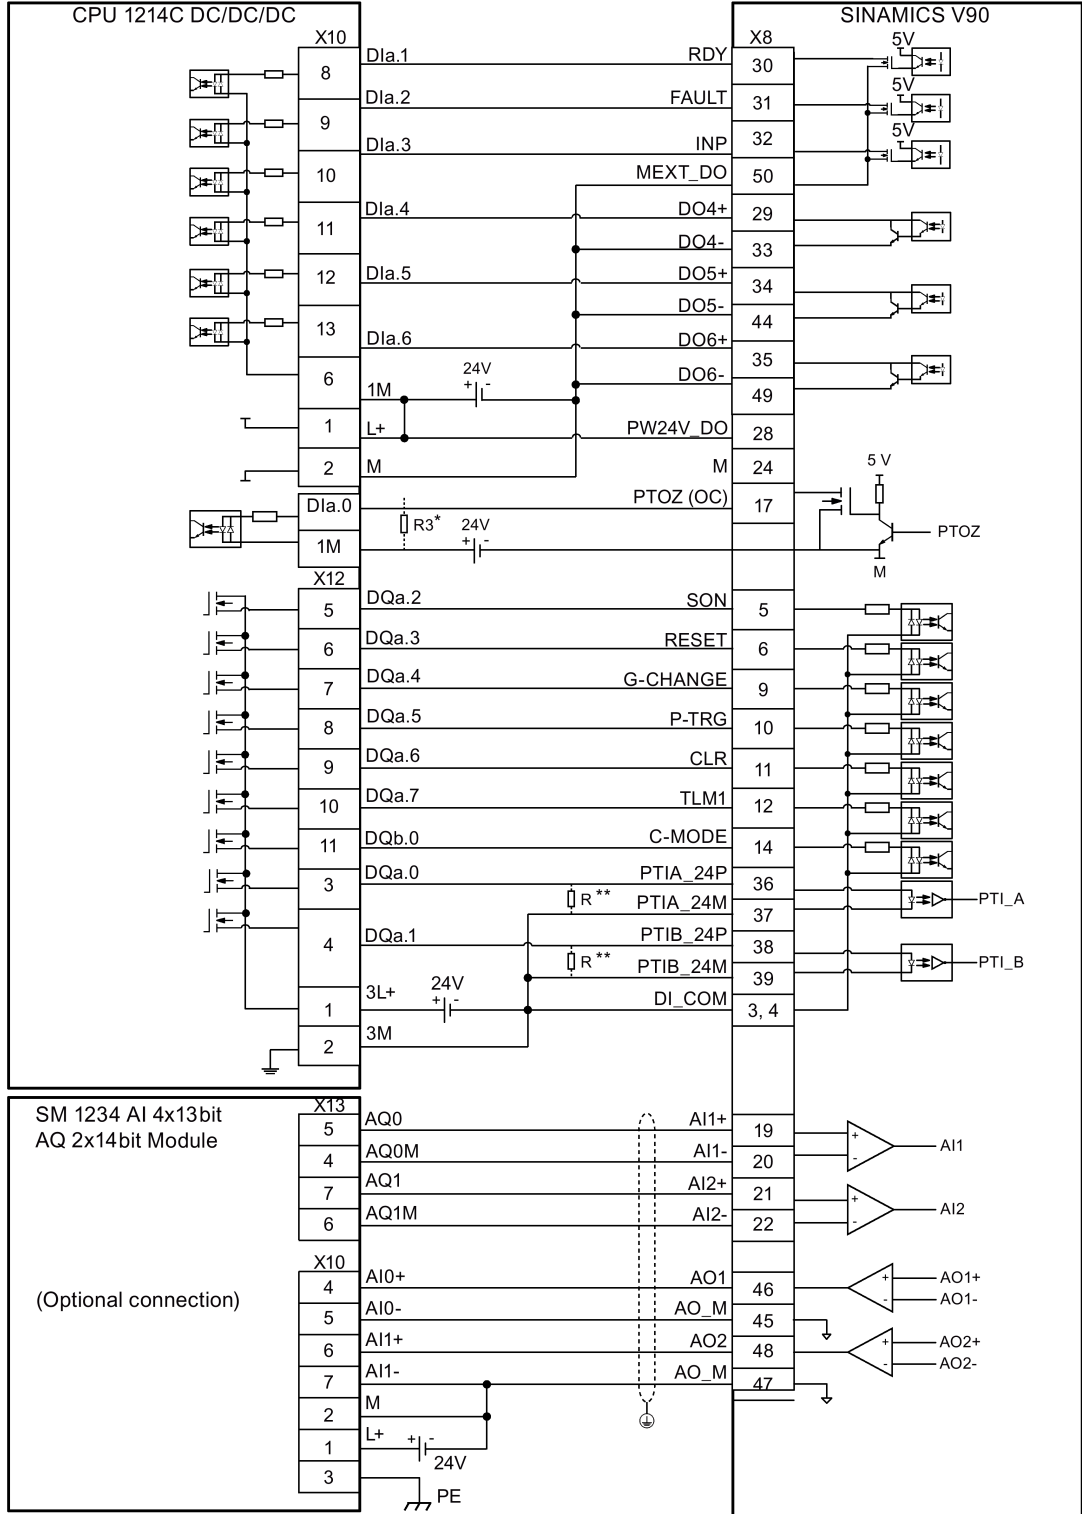 CPU 1214C DC/DC/DC
SINAMICS V90
X10
X8
8 DIa.1 RDY 30 5V
9 DIa.2 FAULT 31 5V
10 DIa.3 INP 32 5V
MEXT_DO 50
11 DIa.4 DO4+ 29
DO4- 33
12 DIa.5 DO5+ 34
DO5- 44
13 DIa.6 DO6+ 35
6 1M 24V + - DO6- 49
1 L+ PW24V_DO 28
2 M M 24
DIa.0 PTOZ (OC) 17 5 V
1M R3* 24V + - PTOZ
M
X12
5 DQa.2 SON 5
6 DQa.3 RESET 6
7 DQa.4 G-CHANGE 9
8 DQa.5 P-TRG 10
9 DQa.6 CLR 11
10 DQa.7 TLM1 12
11 DQb.0 C-MODE 14
3 DQa.0 PTIA_24P 36
R ** PTIA_24M 37 PTI_A
4 DQa.1 PTIB_24P 38
R ** PTIB_24M 39 PTI_B
1 3L+ 24V + - DI_COM 3, 4
2 3M
SM 1234 AI 4x13bit
AQ 2x14bit Module
X13
5 AQ0 AI1+ 19 +
4 AQ0M AI1- 20 - AI1
7 AQ1 AI2+ 21 +
6 AQ1M AI2- 22 - AI2
X10
(Optional connection)
4 AI0+ AO1 46 + AO1+
5 AI0- AO_M 45 - AO1-
6 AI1+ AO2 48 + AO2+
7 AI1- AO_M 47 - AO2-
2 M
1 L+ + - 24V
3 PE